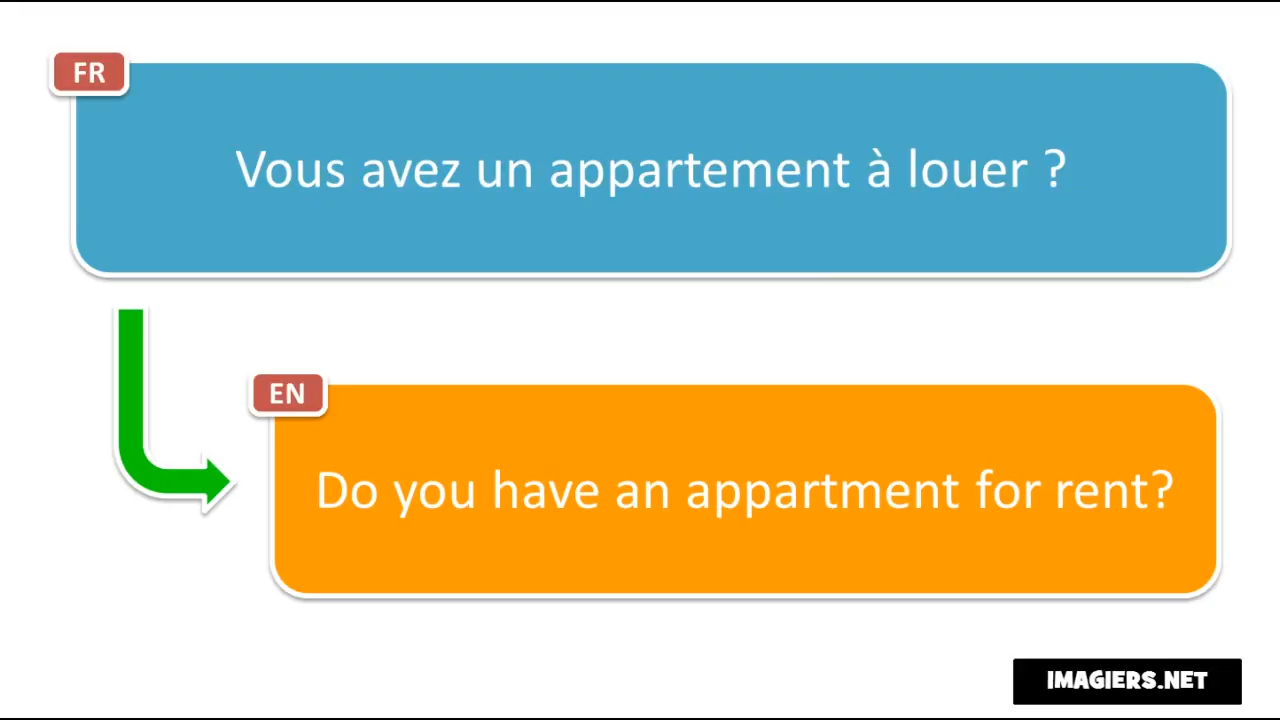 FR
Vous avez un appartement à louer ?
EN
Do you have an appartment for rent?
IMAGIERS.NET